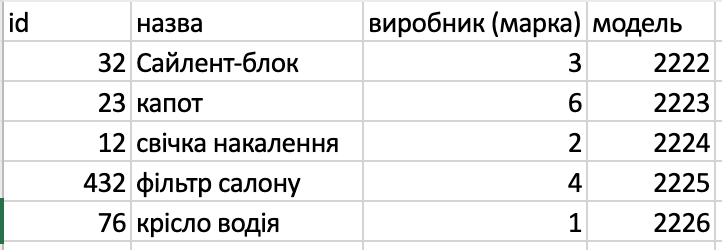 id назва виробник (марка) модель
32 Сайлент-блок 3 2222
23 капот 6 2223
12 свічка накалення 2 2224
432 фільтр салону 4 2225
76 крісло водія 1 2226